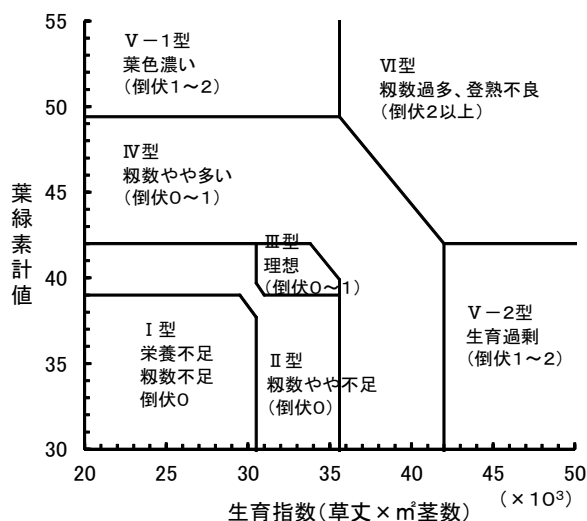 55
50
45
40
35
30
葉緑素計値
Ⅴ－1型
葉色濃い
(倒伏1～2)
Ⅵ型
籾数過多、登熟不良
(倒伏2以上)
Ⅳ型
籾数やや多い
(倒伏0～1)
Ⅲ型
理想
(倒伏0～1)
Ⅰ型
栄養不足
籾数不足
倒伏0
Ⅱ型
籾数やや不足
(倒伏0)
Ⅴ－2型
生育過剰
(倒伏1～2)
20 25 30 35 40 45 50
生育指数(草丈×㎡茎数)
(×10³)